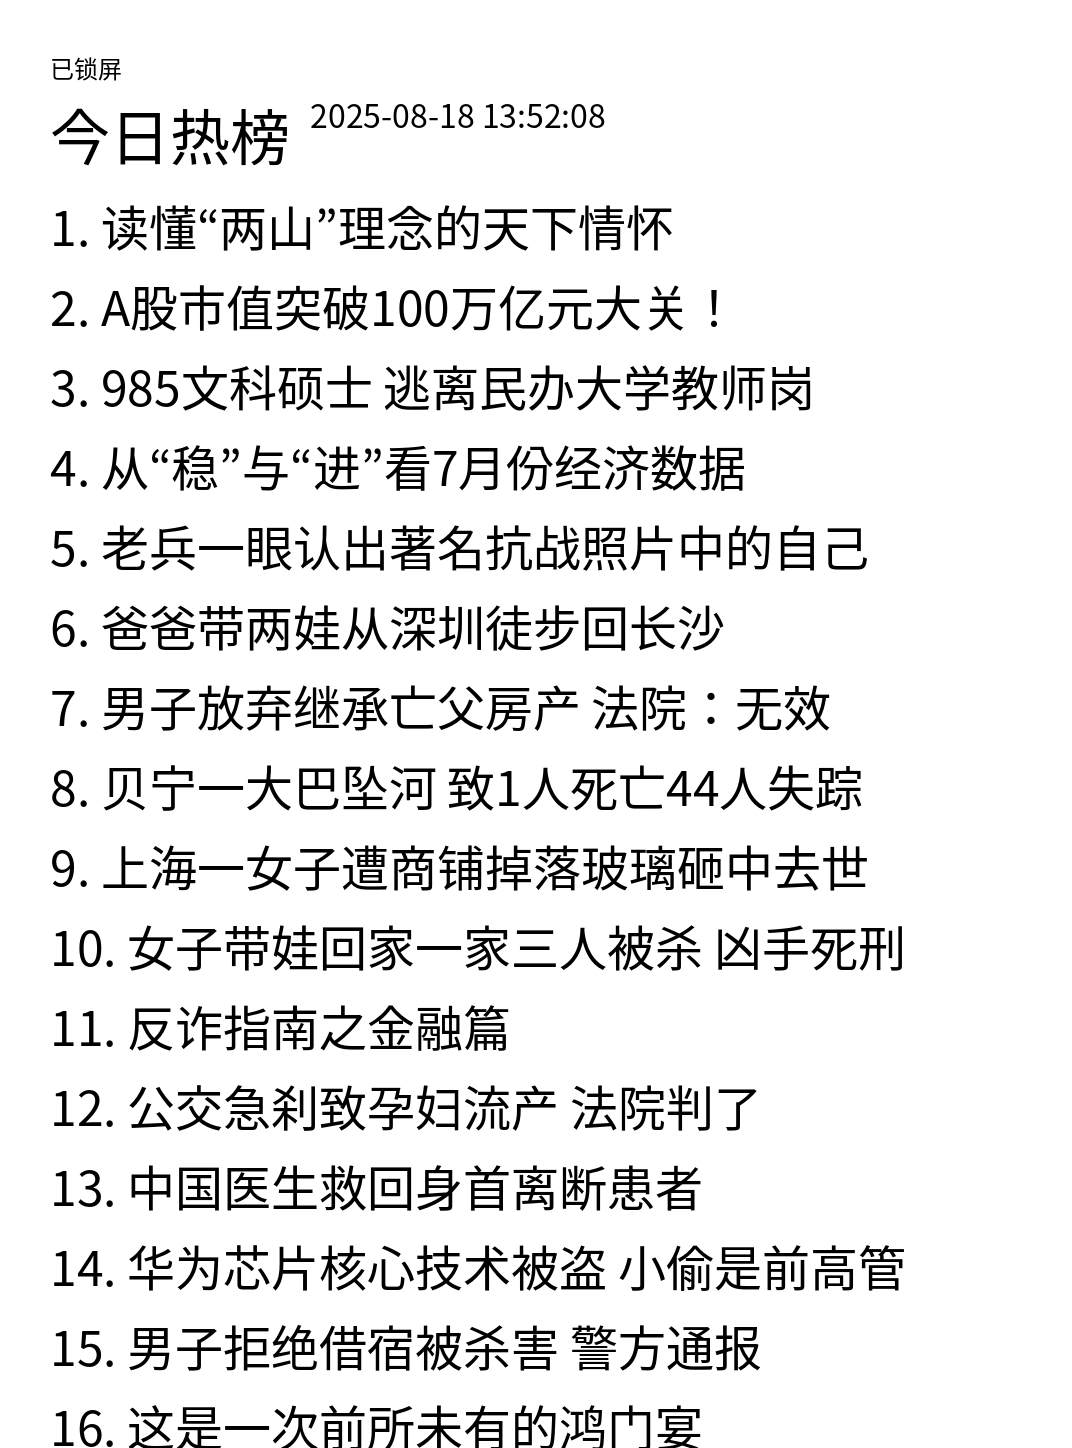 已锁屏
今日热榜 2025-08-18 13:52:08
1. 读懂“两山”理念的天下情怀
2. A股市值突破100万亿元大关！
3. 985文科硕士 逃离民办大学教师岗
4. 从“稳”与“进”看7月份经济数据
5. 老兵一眼认出著名抗战照片中的自己
6. 爸爸带两娃从深圳徒步回长沙
7. 男子放弃继承亡父房产 法院：无效
8. 贝宁一大巴坠河 致1人死亡44人失踪
9. 上海一女子遭商铺掉落玻璃砸中去世
10. 女子带娃回家一家三人被杀 凶手死刑
11. 反诈指南之金融篇
12. 公交急刹致孕妇流产 法院判了
13. 中国医生救回身首离断患者
14. 华为芯片核心技术被盗 小偷是前高管
15. 男子拒绝借宿被杀害 警方通报
16. 这是一次前所未有的鸿门宴